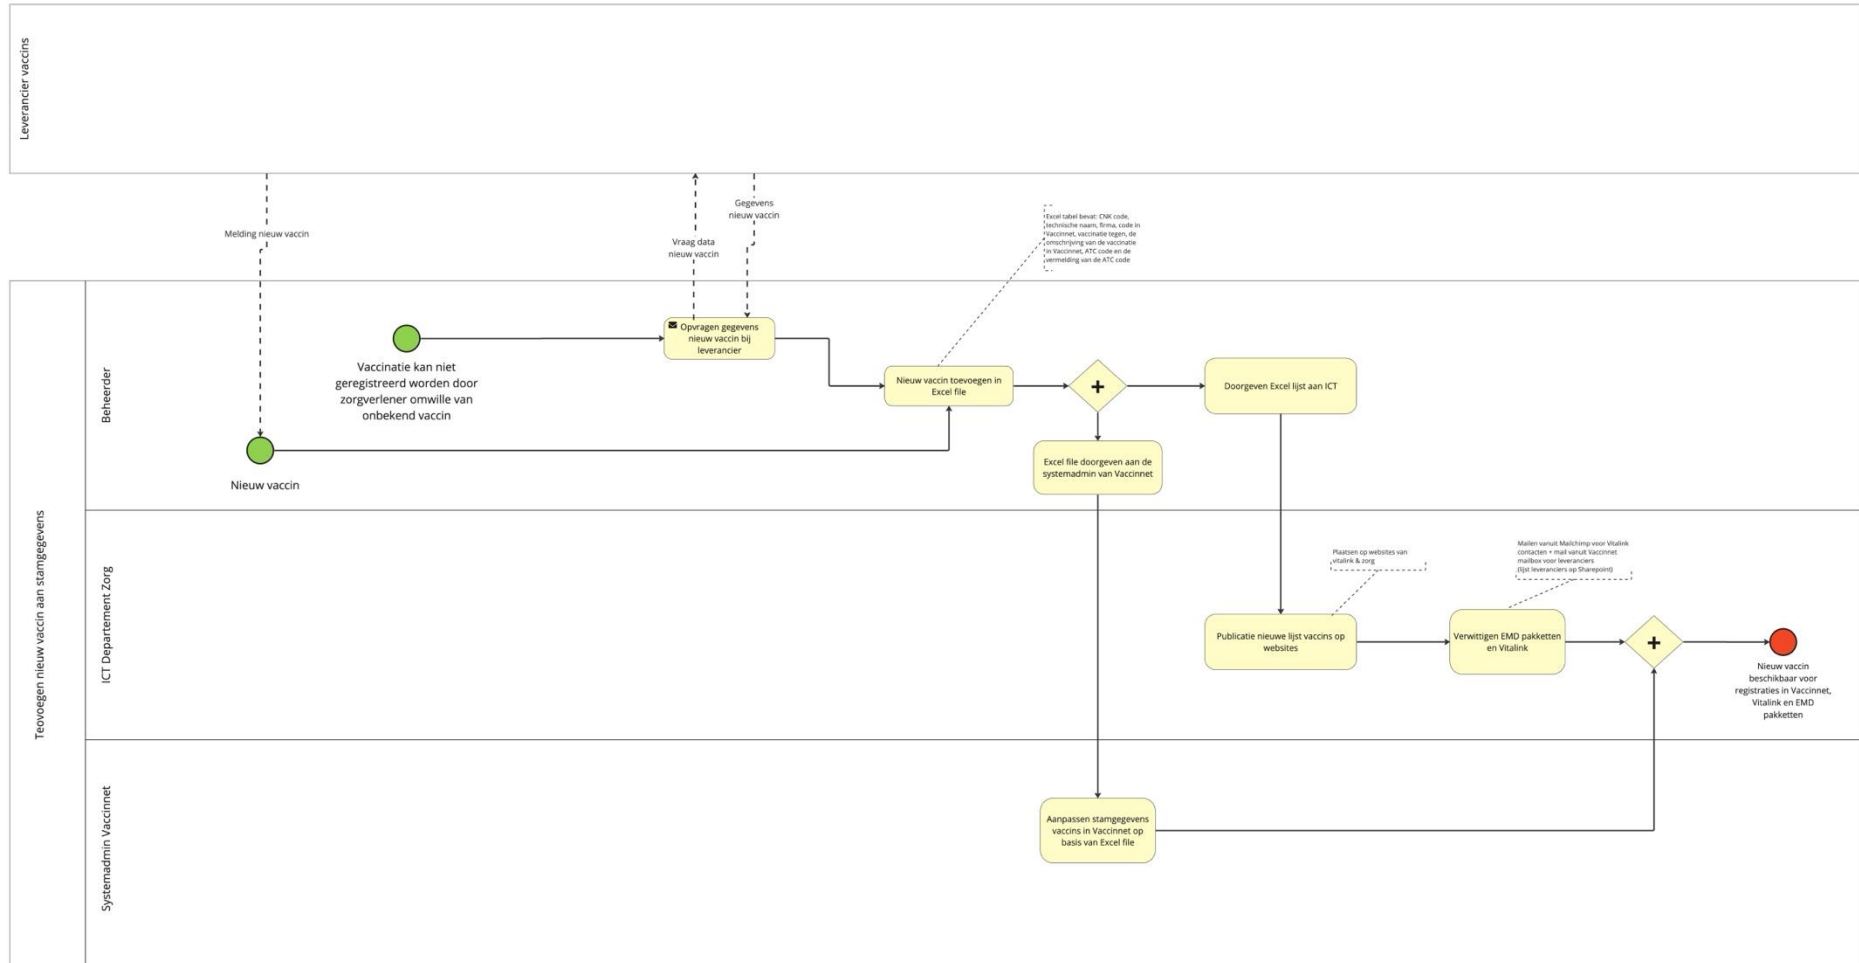 Leverancier vaccins
Melding nieuw vaccin
Vraag data
nieuw vaccin
Gegevens
nieuw vaccin
Excel tabel bevat: CNK code,
technische naam, firma, code in
Vaccinnet, vaccinatie tegen, de
omschrijving van de vaccinatie
in Vaccinnet, ATC code en de
vermelding van de ATC code
Teovoegen nieuw vaccin aan stamgegevens
Beheerder
Vaccinatie kan niet
geregistreerd worden door
zorgverlener omwille van
onbekend vaccin
Nieuw vaccin
Opvragen gegevens
nieuw vaccin bij
leverancier
Nieuw vaccin toevoegen in
Excel file
Doorgeven Excel lijst aan ICT
Excel file doorgeven aan de
systemadmin van Vaccinnet
ICT Departement Zorg
Plaatsen op websites van
vitalink & zorg
Mailen vanuit Mailchimp voor Vitalink
contacten + mail vanuit Vaccinnet
mailbox voor leveranciers
(lijst leveranciers op Sharepoint)
Publicatie nieuwe lijst vaccins op
websites
Verwittigen EMD pakketten
en Vitalink
Nieuw vaccin
beschikbaar voor
registraties in Vaccinnet,
Vitalink en EMD
pakketten
Systemadmin Vaccinnet
Aanpassen stamgegevens
vaccins in Vaccinnet op
basis van Excel file